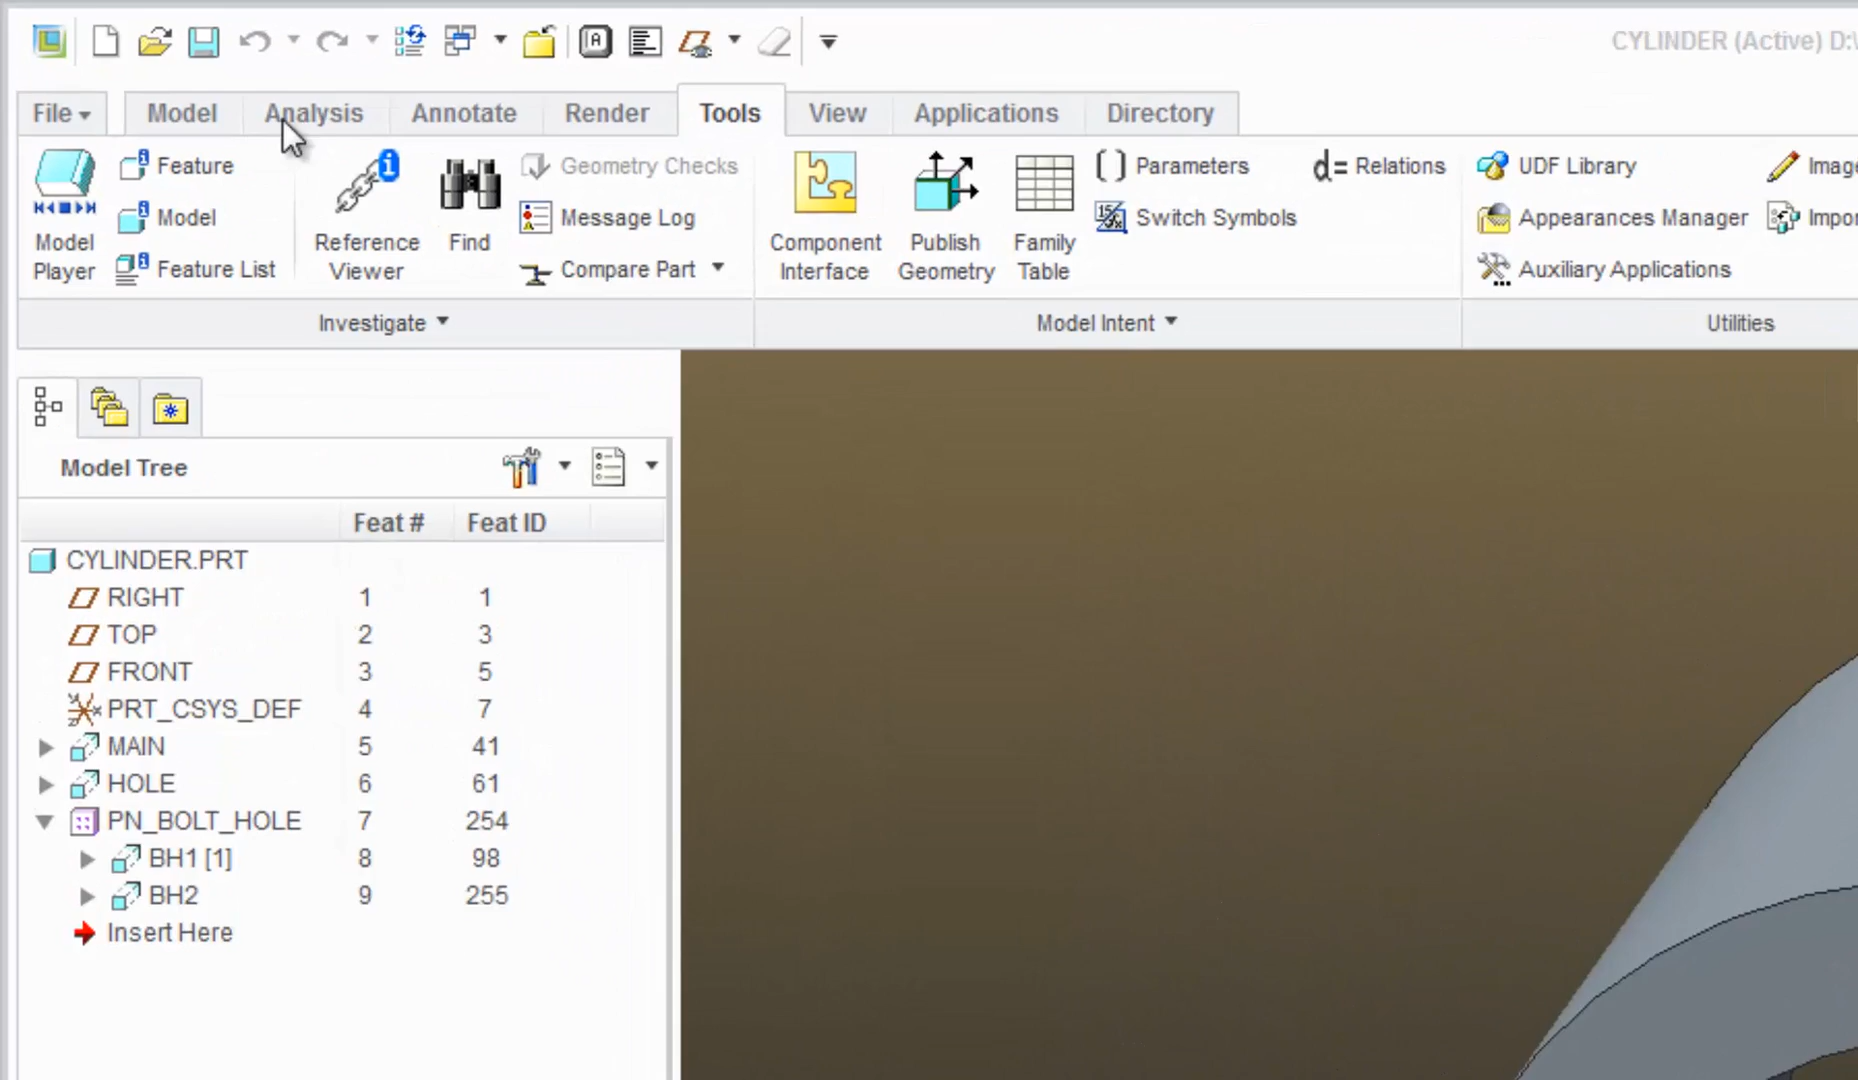 CYLINDER (Active) D:\
File Model Analysis Annotate Render Tools View Applications Directory
Feature Geometry Checks Parameters d= Relations UDF Library
Model Message Log Switch Symbols Appearances Manager
Model Player Feature List Reference Viewer Find Compare Part Component Interface Publish Geometry Family Table Auxiliary Applications
Investigate Model Intent Utilities
Model Tree
Feat # Feat ID
CYLINDER.PRT
RIGHT 1 1
TOP 2 3
FRONT 3 5
PRT_CSYS_DEF 4 7
MAIN 5 41
HOLE 6 61
PN_BOLT_HOLE 7 254
BH1 [1] 8 98
BH2 9 255
Insert Here